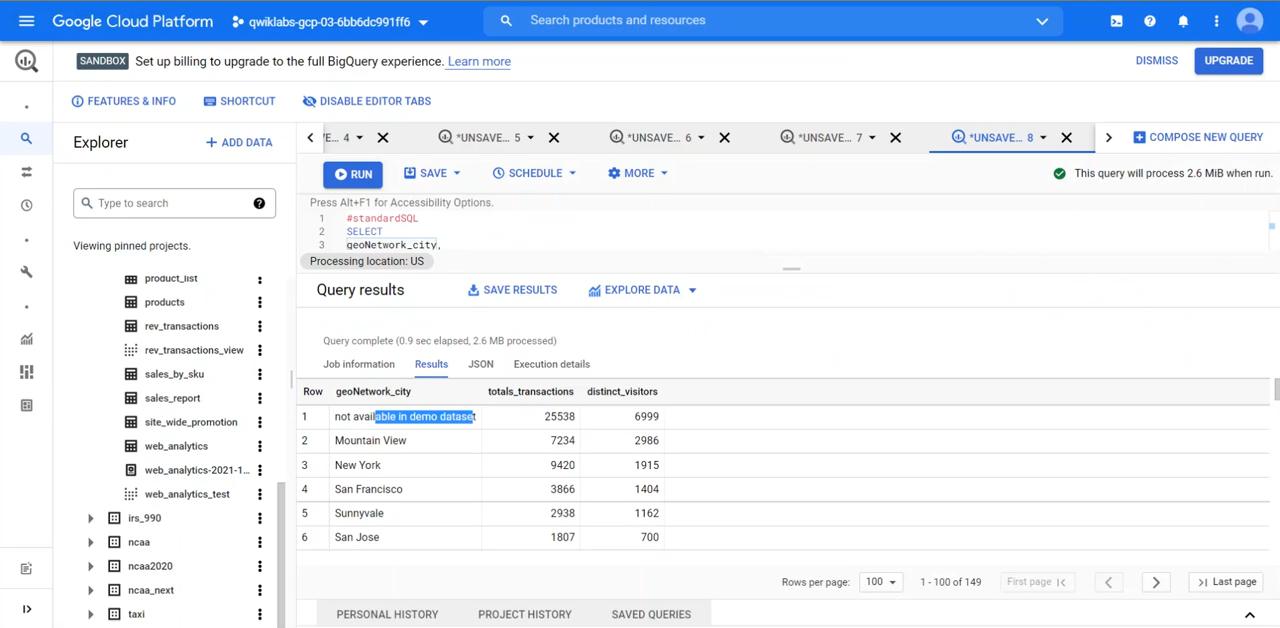 Google Cloud Platform qwiklabs-gcp-03-6bb6dc991ff6 Search products and resources
SANDBOX Set up billing to upgrade to the full BigQuery experience. Learn more DISMISS UPGRADE
FEATURES & INFO SHORTCUT DISABLE EDITOR TABS
Explorer + ADD DATA
E... 4 *UNSAVE... 5 *UNSAVE... 6 *UNSAVE... 7 *UNSAVE... 8 COMPOSE NEW QUERY
RUN SAVE SCHEDULE MORE This query will process 2.6 MiB when run.
Type to search
Viewing pinned projects.
product_list
products
rev_transactions
rev_transactions_view
sales_by_sku
sales_report
site_wide_promotion
web_analytics
web_analytics-2021-1...
web_analytics_test
irs_990
ncaa
ncaa2020
ncaa_next
taxi
Press Alt+F1 for Accessibility Options.
1 #standardSQL
2 SELECT
3 geoNetwork_city,
Processing location: US
Query results SAVE RESULTS EXPLORE DATA
Query complete (0.9 sec elapsed, 2.6 MB processed)
Job information Results JSON Execution details
Row geoNetwork_city totals_transactions distinct_visitors
1 not available in demo dataset 25538 6999
2 Mountain View 7234 2986
3 New York 9420 1915
4 San Francisco 3866 1404
5 Sunnyvale 2938 1162
6 San Jose 1807 700
Rows per page: 100 1 - 100 of 149 First page Last page
PERSONAL HISTORY PROJECT HISTORY SAVED QUERIES